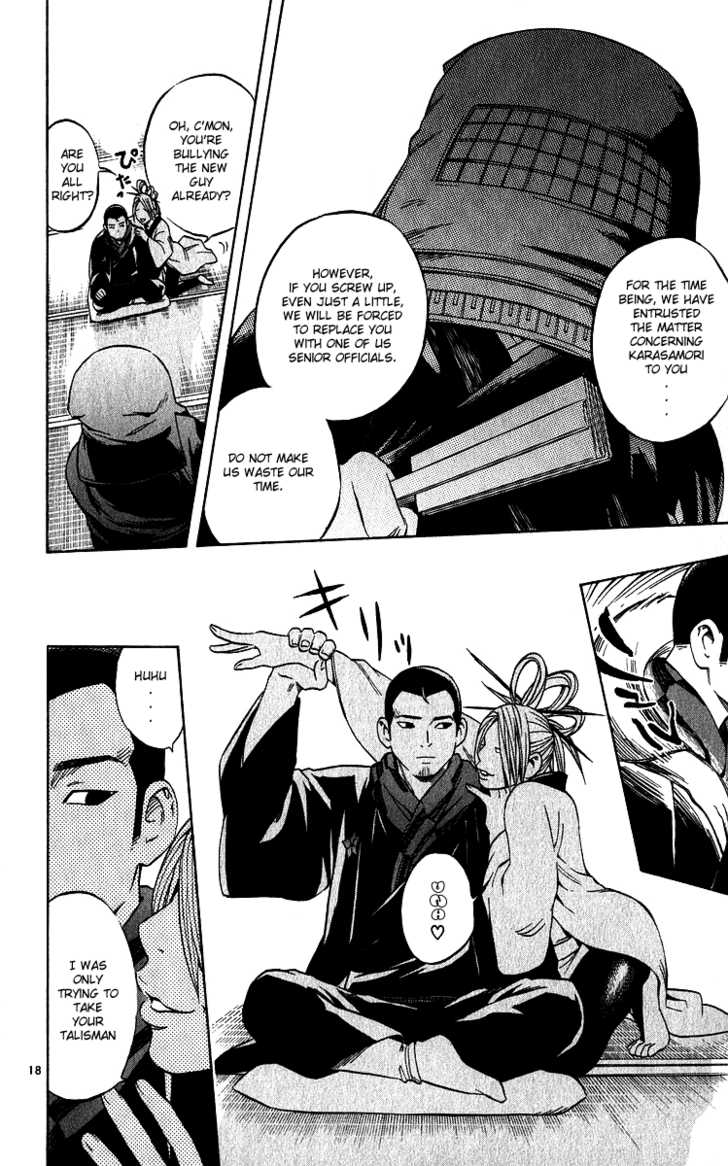 FOR THE TIME
BEING, WE HAVE
ENTRUSTED
THE MATTER
CONCERNING
KARASAMORI
TO YOU
. . .
HOWEVER,
IF YOU SCREW UP,
EVEN JUST A LITTLE,
WE WILL BE FORCED
TO REPLACE YOU
WITH ONE OF US
SENIOR OFFICIALS.
DO NOT MAKE
US WASTE OUR
TIME.
OH, C'MON,
YOU'RE
BULLYING
THE NEW
GUY
ALREADY?
ぴた
ARE
YOU
ALL
RIGHT?
HUHU
. . .
I WAS
ONLY
TRYING TO
TAKE
YOUR
TALISMAN
18